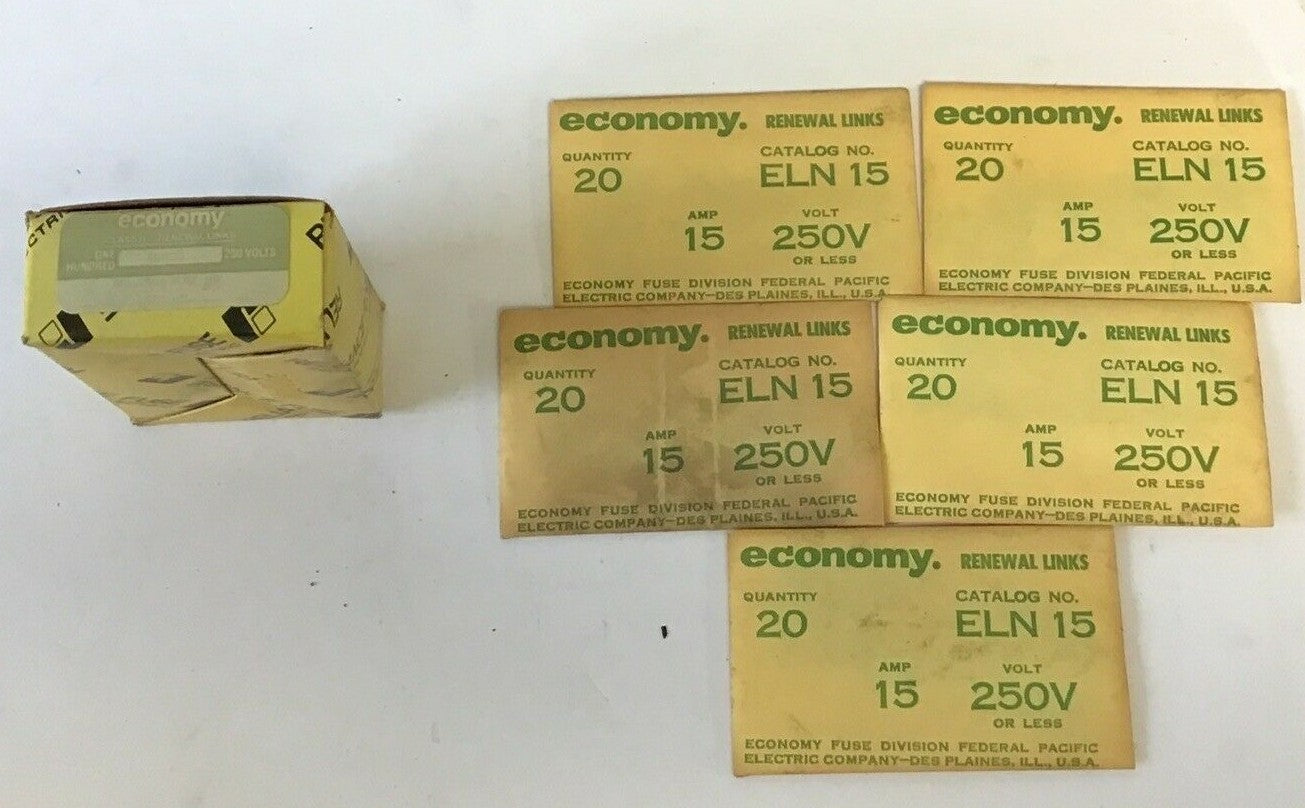 economy
CLASSIC RENEWAL LINKS
ONE
HUNDRED
250 VOLTS
economy. RENEWAL LINKS
QUANTITY
20
CATALOG NO.
ELN 15
AMP
15
VOLT
250V
OR LESS
ECONOMY FUSE DIVISION FEDERAL PACIFIC
ELECTRIC COMPANY—DES PLAINES, ILL., U.S.A.
economy. RENEWAL LINKS
QUANTITY
20
CATALOG NO.
ELN 15
AMP
15
VOLT
250V
OR LESS
ECONOMY FUSE DIVISION FEDERAL PACIFIC
ELECTRIC COMPANY—DES PLAINES, ILL., U.S.A.
economy. RENEWAL LINKS
QUANTITY
20
CATALOG NO.
ELN 15
AMP
15
VOLT
250V
OR LESS
ECONOMY FUSE DIVISION FEDERAL PACIFIC
ELECTRIC COMPANY—DES PLAINES, ILL., U.S.A.
economy. RENEWAL LINKS
QUANTITY
20
CATALOG NO.
ELN 15
AMP
15
VOLT
250V
OR LESS
ECONOMY FUSE DIVISION FEDERAL PACIFIC
ELECTRIC COMPANY—DES PLAINES, ILL., U.S.A.
economy. RENEWAL LINKS
QUANTITY
20
CATALOG NO.
ELN 15
AMP
15
VOLT
250V
OR LESS
ECONOMY FUSE DIVISION FEDERAL PACIFIC
ELECTRIC COMPANY—DES PLAINES, ILL., U.S.A.